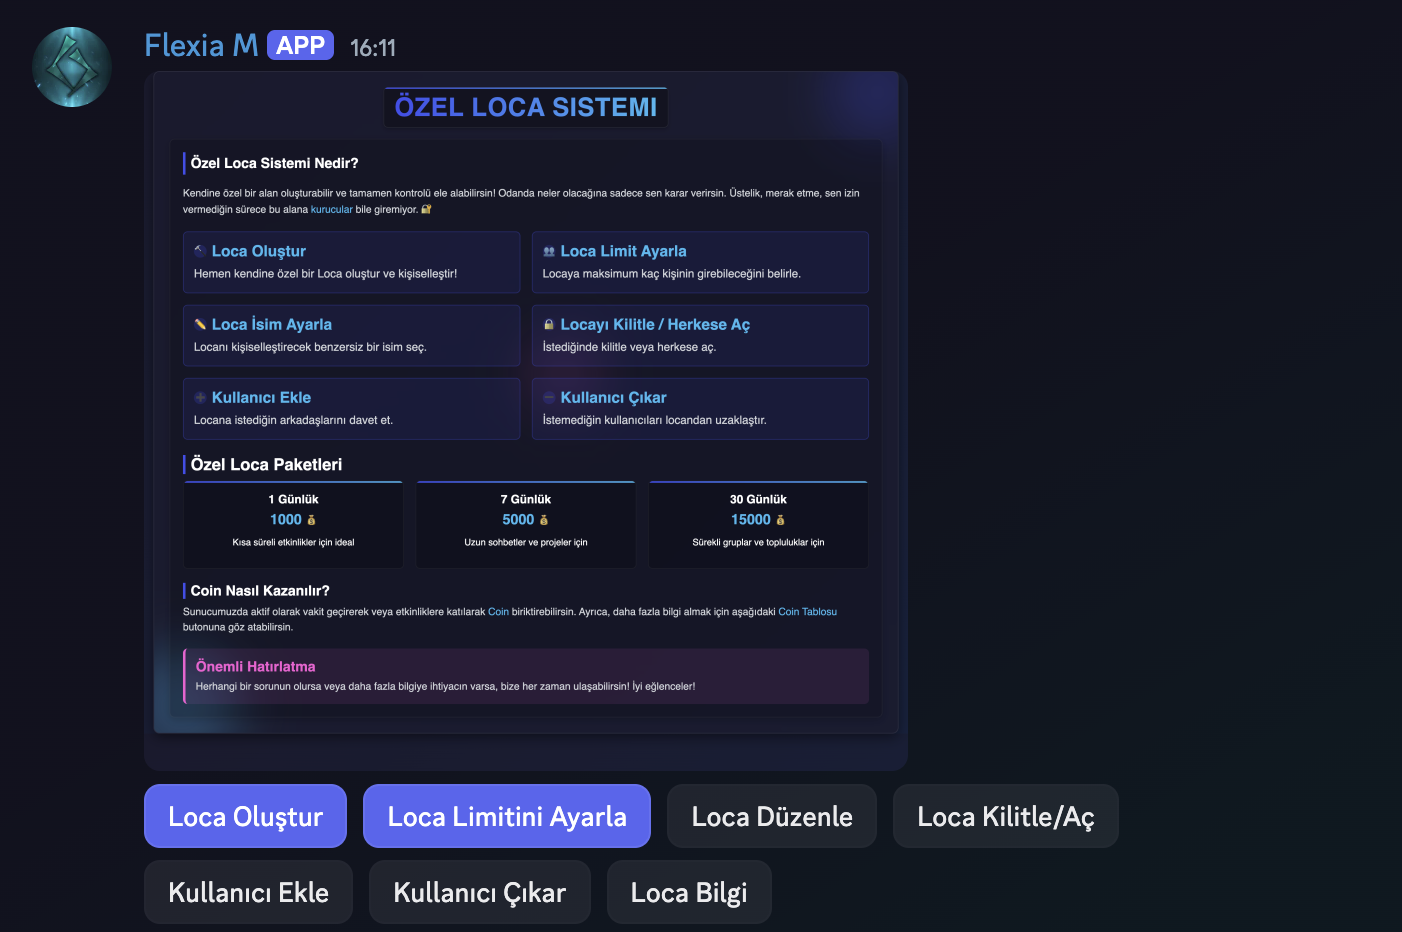 Flexia M APP 16:11
ÖZEL LOCA SISTEMI
Özel Loca Sistemi Nedir?
Kendine özel bir alan oluşturabilir ve tamamen kontrolü ele alabilirsin! Odanda neler olacağına sadece sen karar verirsin. Üstelik, merak etme, sen izin
vermediğin sürece bu alana kurucular bile giremiyor. 🔐
Loca Oluştur
Hemen kendine özel bir Loca oluştur ve kişiselleştir!
Loca Limit Ayarla
Locaya maksimum kaç kişinin girebileceğini belirle.
Loca İsim Ayarla
Locanı kişiselleştirecek benzersiz bir isim seç.
Locayı Kilitle / Herkese Aç
İstediğinde kilitle veya herkese aç.
Kullanıcı Ekle
Locana istediğin arkadaşlarını davet et.
Kullanıcı Çıkar
İstemediğin kullanıcıları locandan uzaklaştır.
Özel Loca Paketleri
1 Günlük
1000 💰
Kısa süreli etkinlikler için ideal
7 Günlük
5000 💰
Uzun sohbetler ve projeler için
30 Günlük
15000 💰
Sürekli gruplar ve topluluklar için
Coin Nasıl Kazanılır?
Sunucumuzda aktif olarak vakit geçirerek veya etkinliklere katılarak Coin biriktirebilirsin. Ayrıca, daha fazla bilgi almak için aşağıdaki Coin Tablosu
butonuna göz atabilirsin.
Önemli Hatırlatma
Herhangi bir sorunun olursa veya daha fazla bilgiye ihtiyacın varsa, bize her zaman ulaşabilirsin! İyi eğlenceler!
Loca Oluştur
Loca Limitini Ayarla
Loca Düzenle
Loca Kilitle/Aç
Kullanıcı Ekle
Kullanıcı Çıkar
Loca Bilgi